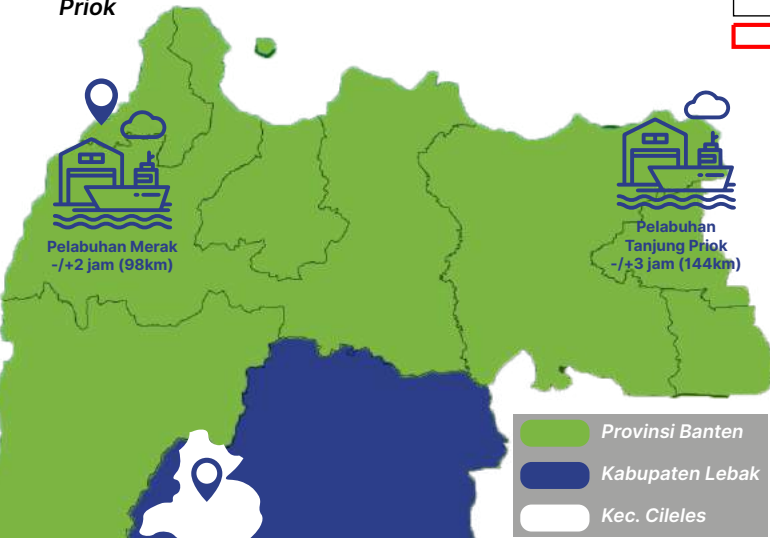 Priok
Pelabuhan Merak
-/+2 jam (98km)
Pelabuhan
Tanjung Priok
-/+3 jam (144km)
Provinsi Banten
Kabupaten Lebak
Kec. Cileles